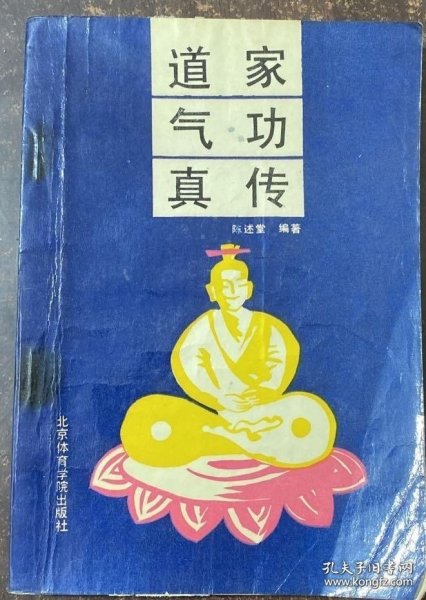 道家
气功
真传
陈述堂 编著
北京体育学院出版社
孔夫子旧书网
www.kongfz.com